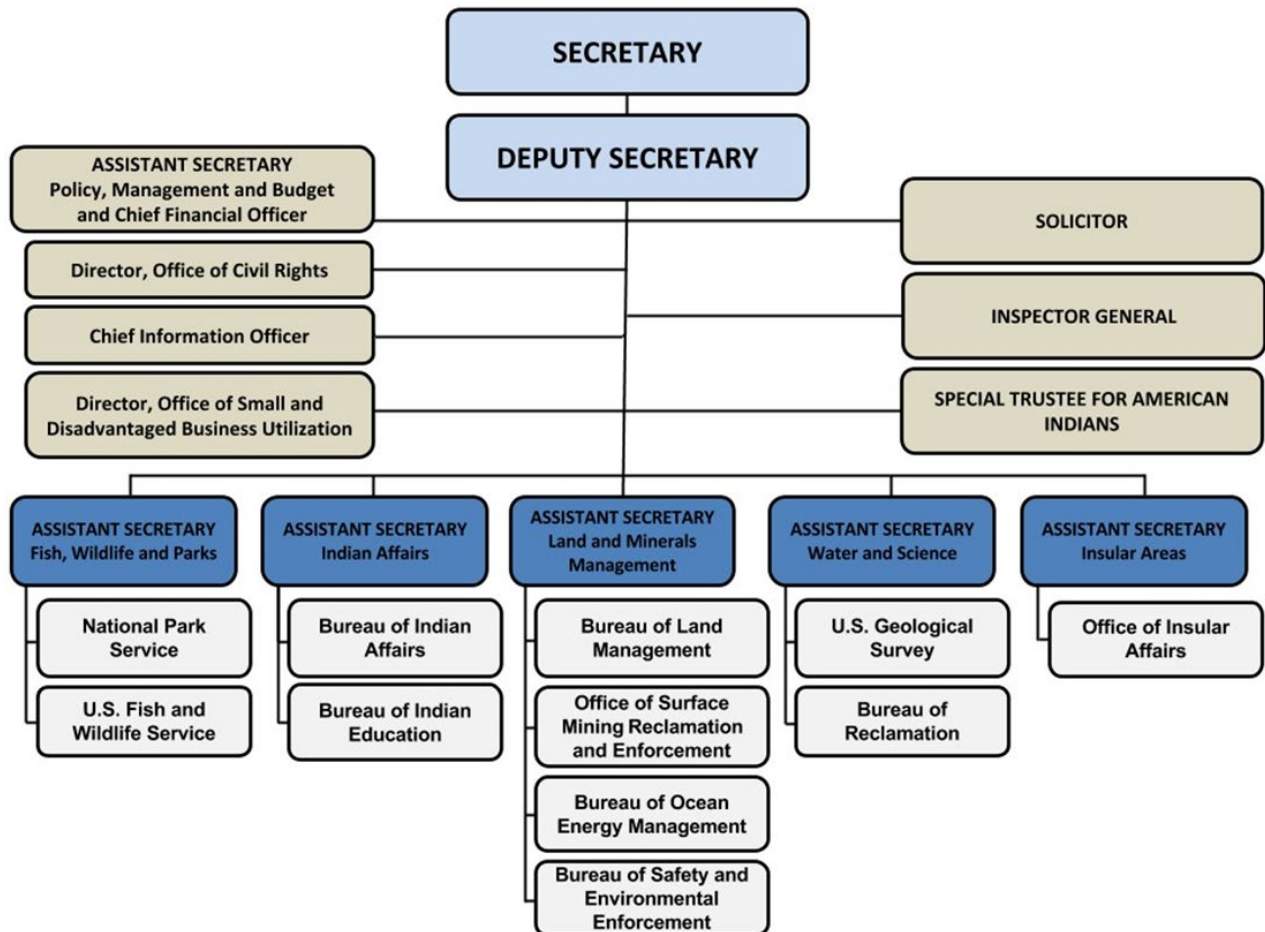 SECRETARY
DEPUTY SECRETARY
ASSISTANT SECRETARY
Policy, Management and Budget
and Chief Financial Officer
Director, Office of Civil Rights
Chief Information Officer
Director, Office of Small and
Disadvantaged Business Utilization
SOLICITOR
INSPECTOR GENERAL
SPECIAL TRUSTEE FOR AMERICAN
INDIANS
ASSISTANT SECRETARY
Fish, Wildlife and Parks
National Park
Service
U.S. Fish and
Wildlife Service
ASSISTANT SECRETARY
Indian Affairs
Bureau of Indian
Affairs
Bureau of Indian
Education
ASSISTANT SECRETARY
Land and Minerals
Management
Bureau of Land
Management
Office of Surface
Mining Reclamation
and Enforcement
Bureau of Ocean
Energy Management
Bureau of Safety and
Environmental
Enforcement
ASSISTANT SECRETARY
Water and Science
U.S. Geological
Survey
Bureau of
Reclamation
ASSISTANT SECRETARY
Insular Areas
Office of Insular
Affairs